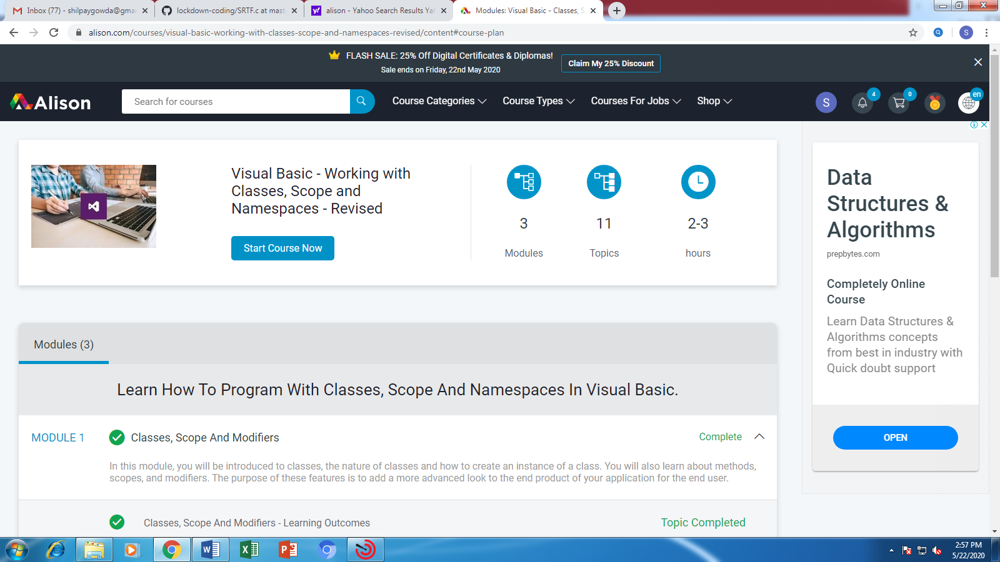 Inbox (77) - shilpaygowda@gma
lockdown-coding/SRTF.c at mast
alison - Yahoo Search Results Yah
Modules: Visual Basic - Classes, S
alison.com/courses/visual-basic-working-with-classes-scope-and-namespaces-revised/content#course-plan
S
FLASH SALE: 25% Off Digital Certificates & Diplomas!
Sale ends on Friday, 22nd May 2020
Claim My 25% Discount
Alison
Search for courses
Course Categories
Course Types
Courses For Jobs
Shop
S
4
0
en
Visual Basic - Working with
Classes, Scope and
Namespaces - Revised
Start Course Now
3
Modules
11
Topics
2-3
hours
Data
Structures &
Algorithms
prepbytes.com
Completely Online
Course
Learn Data Structures &
Algorithms concepts
from best in industry with
Quick doubt support
OPEN
Modules (3)
Learn How To Program With Classes, Scope And Namespaces In Visual Basic.
MODULE 1
Classes, Scope And Modifiers
Complete
In this module, you will be introduced to classes, the nature of classes and how to create an instance of a class. You will also learn about methods,
scopes, and modifiers. The purpose of these features is to add a more advanced look to the end product of your application for the end user.
Classes, Scope And Modifiers - Learning Outcomes
Topic Completed
2:57 PM
5/22/2020